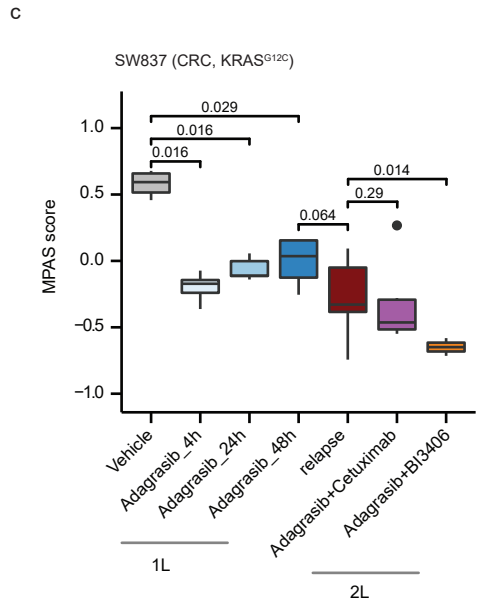 c
SW837 (CRC, KRASG12C)
MPAS score
1.0
0.5
0.0
−0.5
−1.0
0.029
0.016
0.016
0.014
0.29
0.064
Vehicle
Adagrasib_4h
Adagrasib_24h
Adagrasib_48h
relapse
Adagrasib+Cetuximab
Adagrasib+BI3406
1L
2L